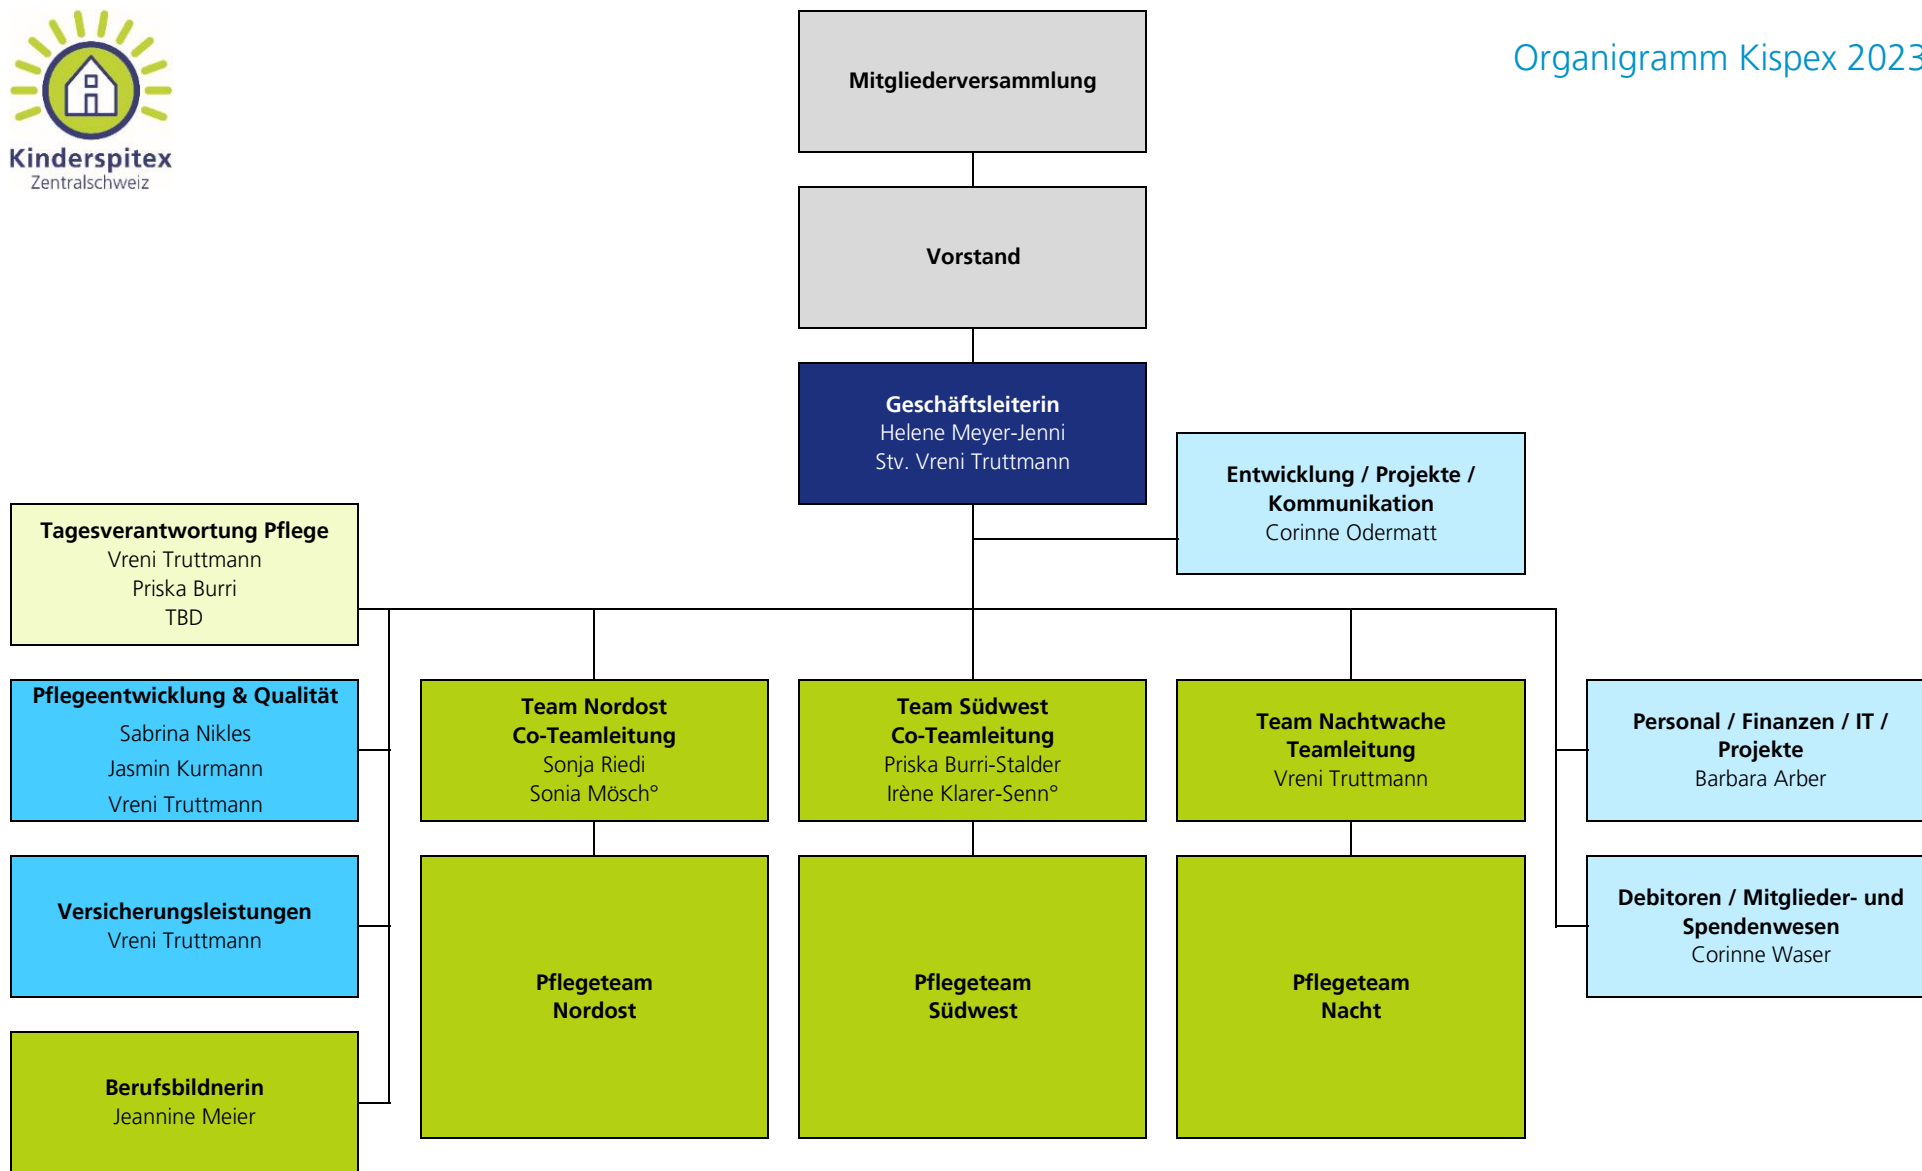 Kinderspitex
Zentralschweiz
Organigramm Kispex 2023
Mitgliederversammlung
Vorstand
Geschäftsleiterin
Helene Meyer-Jenni
Stv. Vreni Truttmann
Entwicklung / Projekte /
Kommunikation
Corinne Odermatt
Tagesverantwortung Pflege
Vreni Truttmann
Priska Burri
TBD
Pflegeentwicklung & Qualität
Sabrina Nikles
Jasmin Kurmann
Vreni Truttmann
Team Nordost
Co-Teamleitung
Sonja Riedi
Sonia Mösch°
Team Südwest
Co-Teamleitung
Priska Burri-Stalder
Irène Klarer-Senn°
Team Nachtwache
Teamleitung
Vreni Truttmann
Personal / Finanzen / IT /
Projekte
Barbara Arber
Versicherungsleistungen
Vreni Truttmann
Pflegeteam
Nordost
Pflegeteam
Südwest
Pflegeteam
Nacht
Debitoren / Mitglieder- und
Spendenwesen
Corinne Waser
Berufsbildnerin
Jeannine Meier